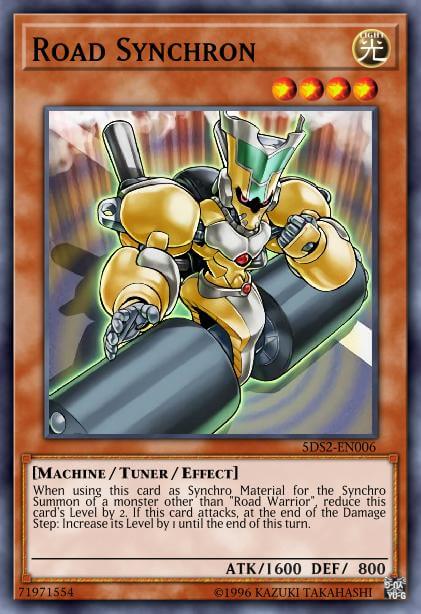 ROAD SYNCHRON
LIGHT
光
5DS2-EN006
[MACHINE / TUNER / EFFECT]
When using this card as Synchro Material for the Synchro
Summon of a monster other than "Road Warrior", reduce
this card's Level by 2. If this card attacks, at the end of the Damage
Step: Increase its Level by 1 until the end of this turn.
ATK/1600 DEF/ 800
71971554
©1996 KAZUKI TAKAHASHI